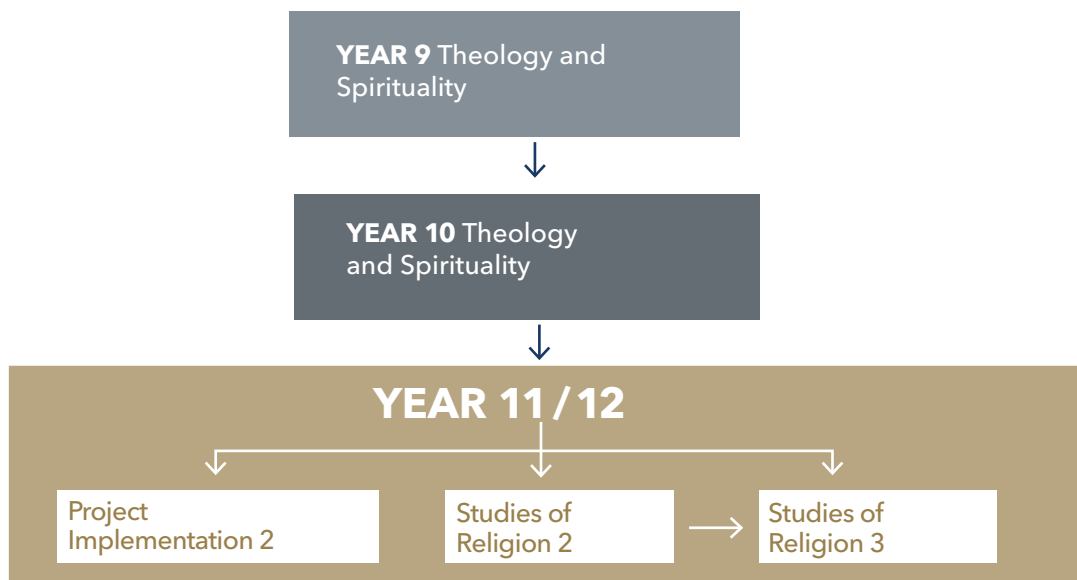 YEAR 9 Theology and
Spirituality
YEAR 10 Theology
and Spirituality
YEAR 11 / 12
Project
Implementation 2
Studies of
Religion 2
Studies of
Religion 3